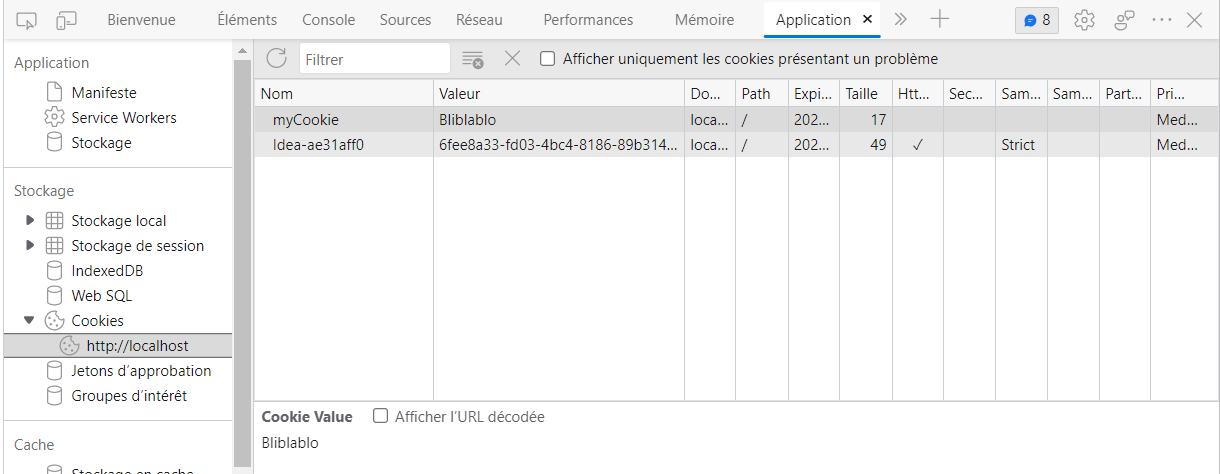 Bienvenue Éléments Console Sources Réseau Performances Mémoire Application 8
Application
Manifeste
Service Workers
Stockage
Stockage
Stockage local
Stockage de session
IndexedDB
Web SQL
Cookies
http://localhost
Jetons d'approbation
Groupes d'intérêt
Cache
Stockage en cache
Filtrer Afficher uniquement les cookies présentant un problème
Nom Valeur Do... Path Expi... Taille Htt... Sec... Sam... Sam... Part... Pri...
myCookie Bliblablo loca... / 202... 17 Med...
Idea-ae31aff0 6fee8a33-fd03-4bc4-8186-89b314... loca... / 202... 49 ✓ Strict Med...
Cookie Value Afficher l'URL décodée
Bliblablo